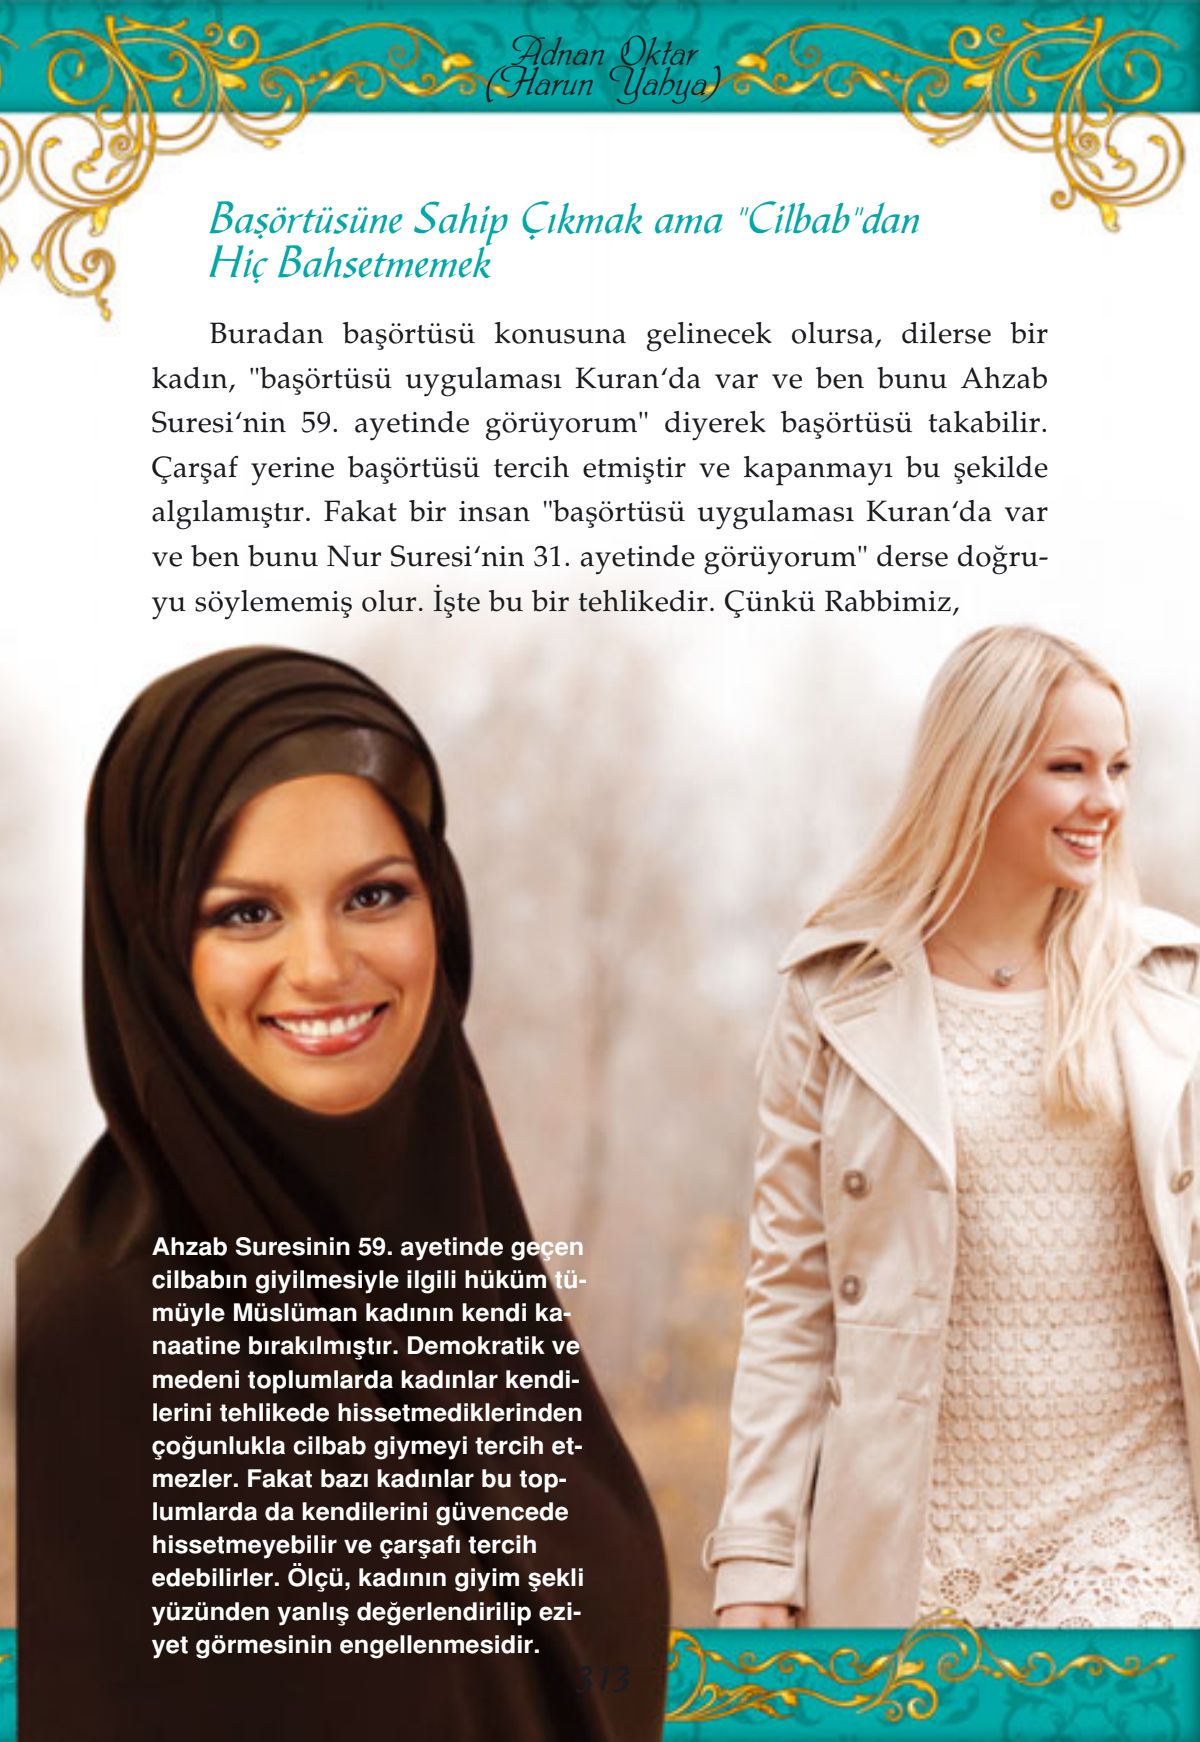 Adnan Oktar
(Harun Yahya)
Başörtüsüne Sahip Çıkmak ama "Cilbab"dan
Hiç Bahsetmemek
Buradan başörtüsü konusuna gelinecek olursa, dilerse bir
kadın, "başörtüsü uygulaması Kuran‘da var ve ben bunu Ahzab
Suresi‘nin 59. ayetinde görüyorum" diyerek başörtüsü takabilir.
Çarşaf yerine başörtüsü tercih etmiştir ve kapanmayı bu şekilde
algılamıştır. Fakat bir insan "başörtüsü uygulaması Kuran‘da var
ve ben bunu Nur Suresi‘nin 31. ayetinde görüyorum" derse doğru-
yu söylememiş olur. İşte bu bir tehlikedir. Çünkü Rabbimiz,
Ahzab Suresinin 59. ayetinde geçen
cilbabın giyilmesiyle ilgili hüküm tü-
müyle Müslüman kadının kendi ka-
naatine bırakılmıştır. Demokratik ve
medeni toplumlarda kadınlar kendi-
lerini tehlikede hissetmediklerinden
çoğunlukla cilbab giymeyi tercih et-
mezler. Fakat bazı kadınlar bu top-
lumlarda da kendilerini güvencede
hissetmeyebilir ve çarşafı tercih
edebilirler. Ölçü, kadının giyim şekli
yüzünden yanlış değerlendirilip ezi-
yet görmesinin engellenmesidir.
313